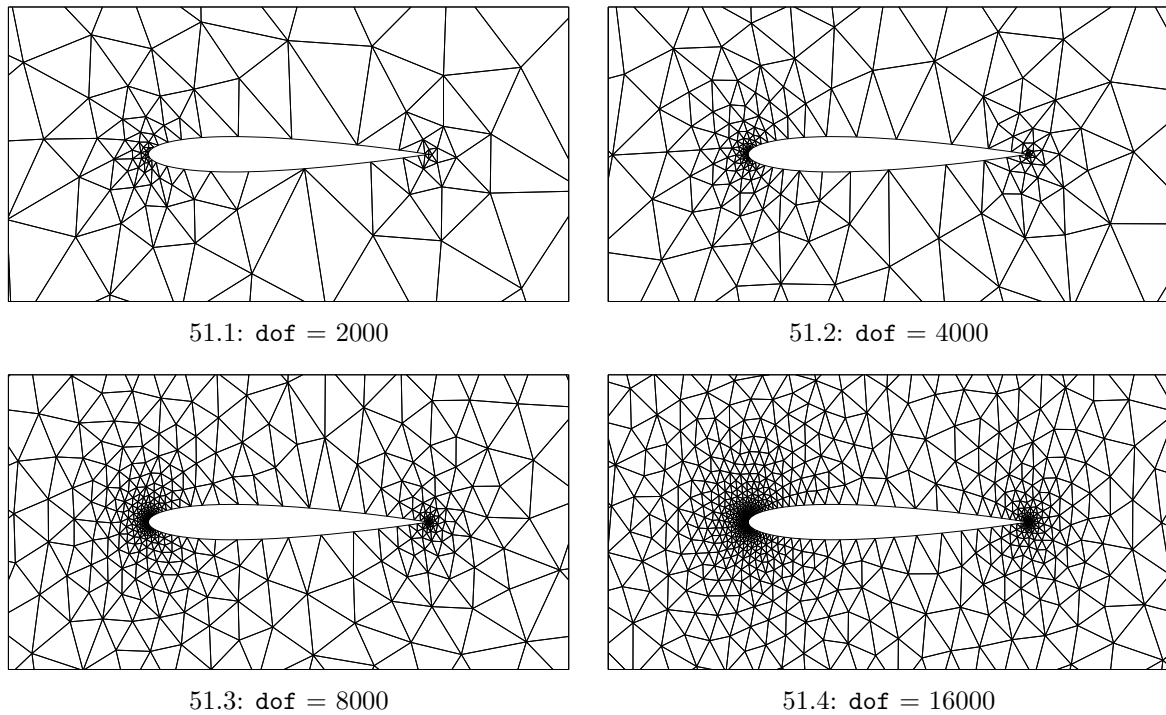 51.1: dof = 2000
51.2: dof = 4000
51.3: dof = 8000
51.4: dof = 16000